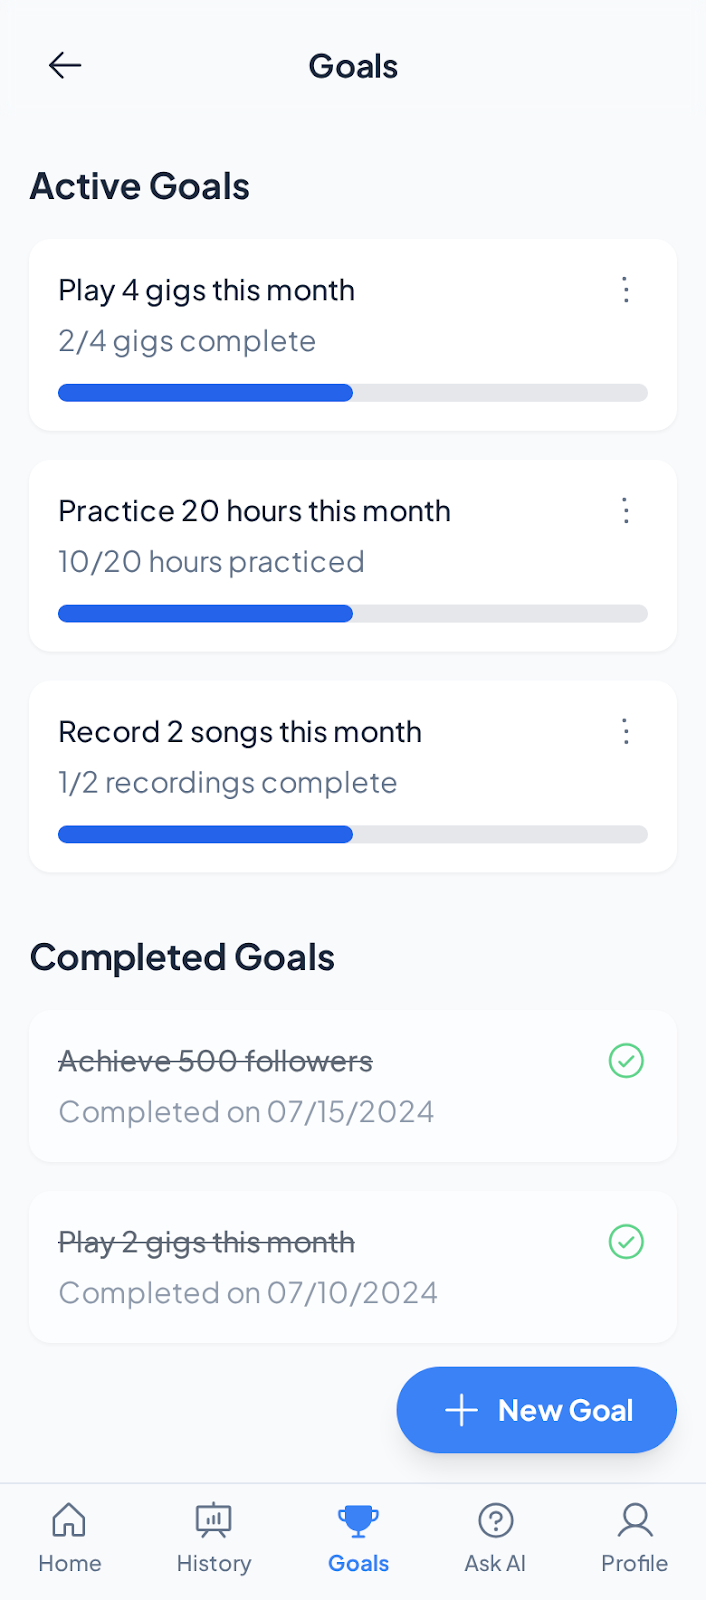 Goals
Active Goals
Play 4 gigs this month
2/4 gigs complete
Practice 20 hours this month
10/20 hours practiced
Record 2 songs this month
1/2 recordings complete
Completed Goals
Achieve 500 followers
Completed on 07/15/2024
Play 2 gigs this month
Completed on 07/10/2024
New Goal
Home History Goals Ask AI Profile